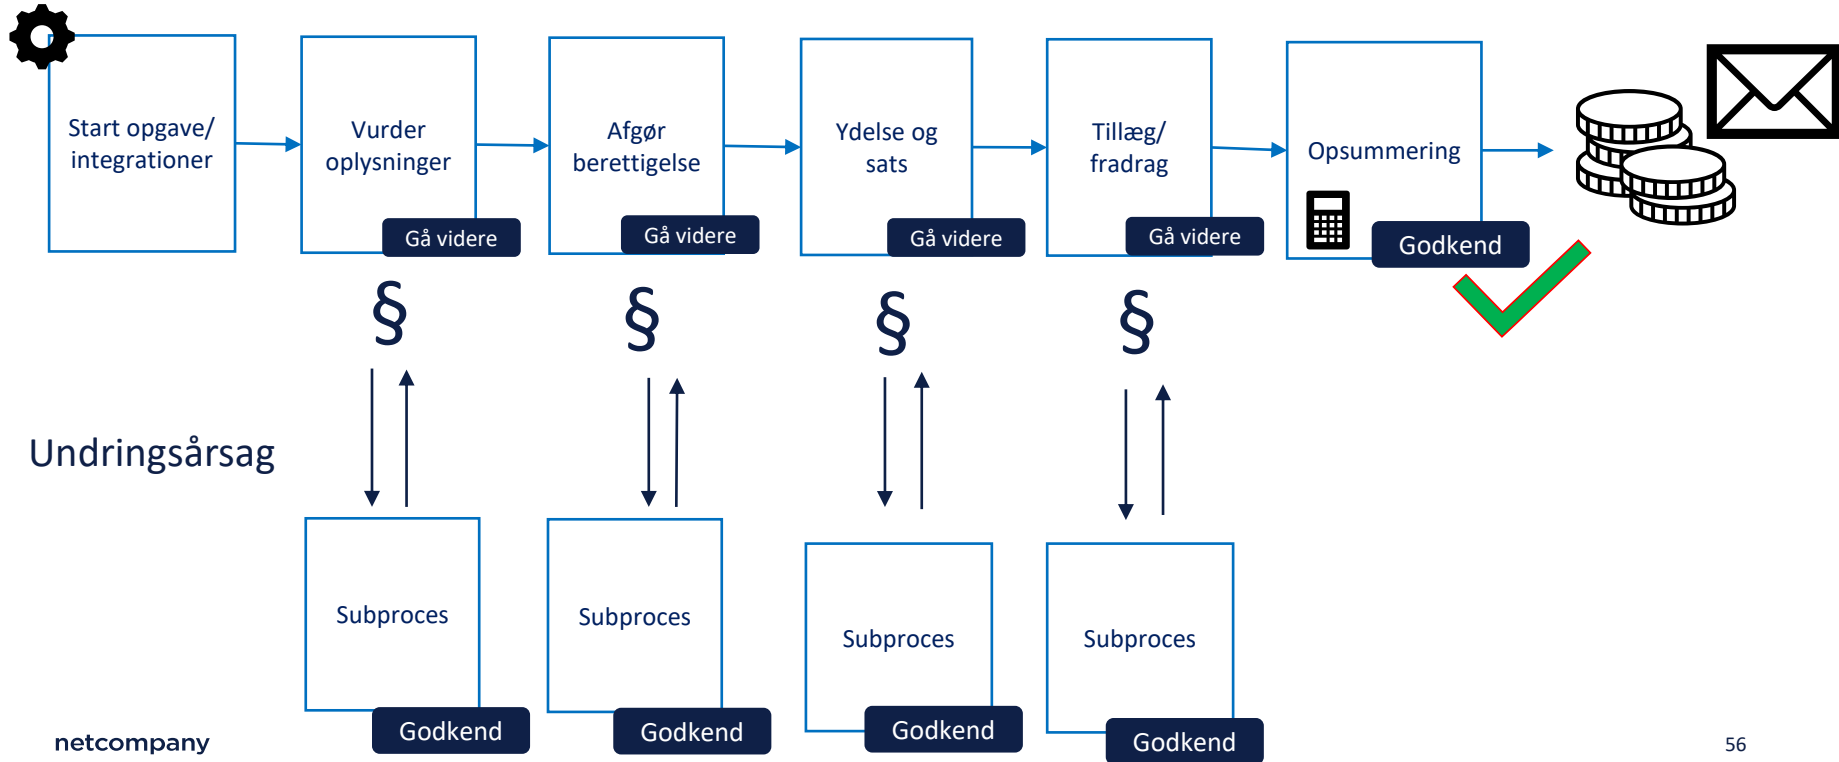 Start opgave/
integrationer
Vurder
oplysninger
Gå videre
Afgør
berettigelse
Gå videre
Ydelse og
sats
Gå videre
Tillæg/
fradrag
Gå videre
Opsummering
Godkend
§
§
§
§
Undringsårsag
Subproces
Godkend
Subproces
Godkend
Subproces
Godkend
Subproces
Godkend
netcompany
56